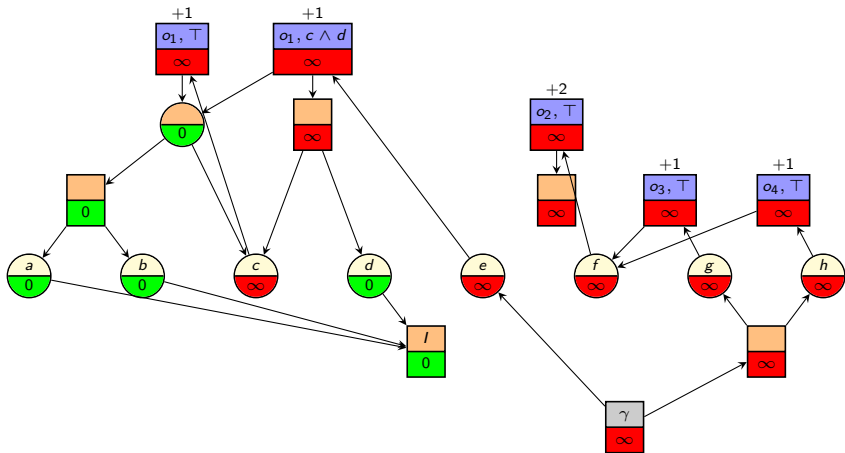 +1 +1
o₁, ⊤ o₁, c ∧ d
∞ ∞
+2
o₂, ⊤
0 ∞ ∞
+1 +1
o₃, ⊤ o₄, ⊤
0 ∞ ∞ ∞
a b c d e f g h
0 0 ∞ 0 ∞ ∞ ∞ ∞
I
0 ∞
γ
∞